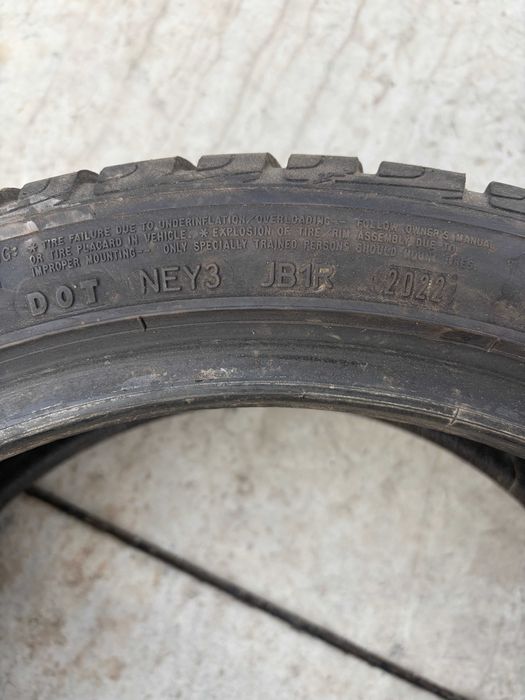 G: * TIRE FAILURE DUE TO UNDERINFLATION/OVERLOADING-- FOLLOW OWNER'S MANUAL
OR TIRE PLACARD IN VEHICLE. * EXPLOSION OF TIRE/RIM ASSEMBLY DUE TO
IMPROPER MOUNTING-- ONLY SPECIALLY TRAINED PERSONS SHOULD MOUNT TIRES.
DOT NEY3 JB1R 2022